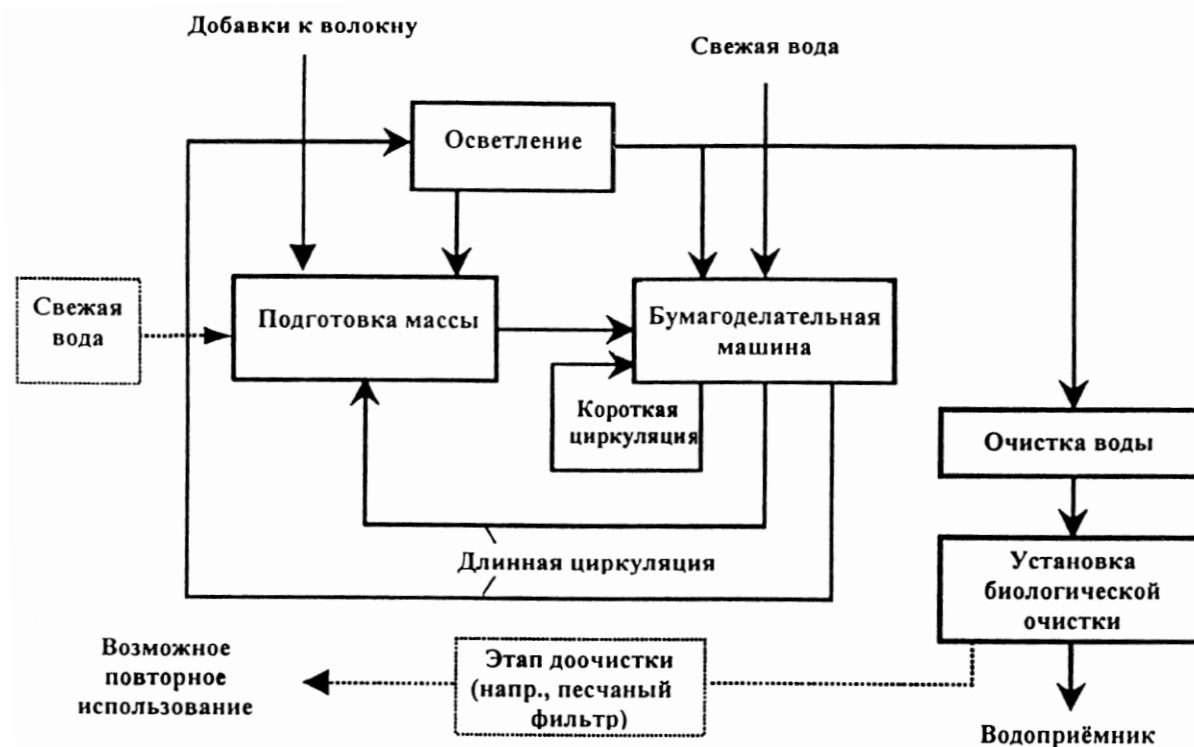 Добавки к волокну
Свежая вода
Осветление
Свежая
вода
Подготовка массы
Бумагоделательная
машина
Короткая
циркуляция
Очистка воды
Длинная циркуляция
Установка
биологической
очистки
Возможное
повторное
использование
Этап доочистки
(напр., песчаный
фильтр)
Водоприёмник